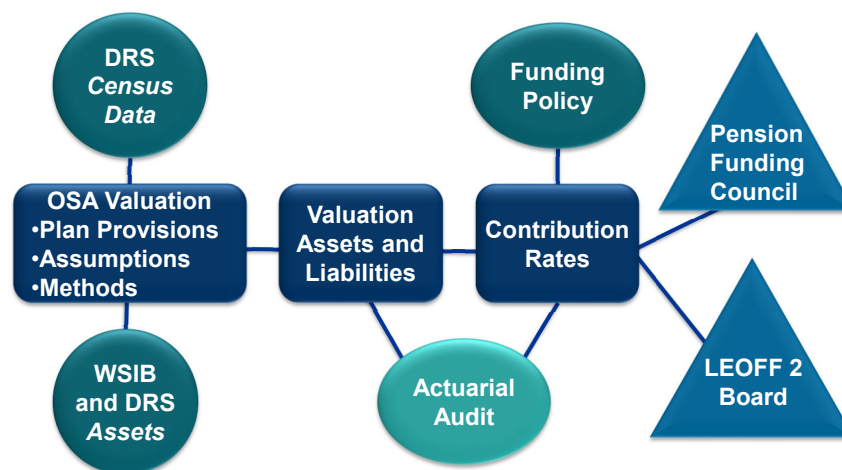 DRS
Census
Data
Funding
Policy
Pension
Funding
Council
OSA Valuation
•Plan Provisions
•Assumptions
•Methods
Valuation
Assets and
Liabilities
Contribution
Rates
WSIB
and DRS
Assets
Actuarial
Audit
LEOFF 2
Board